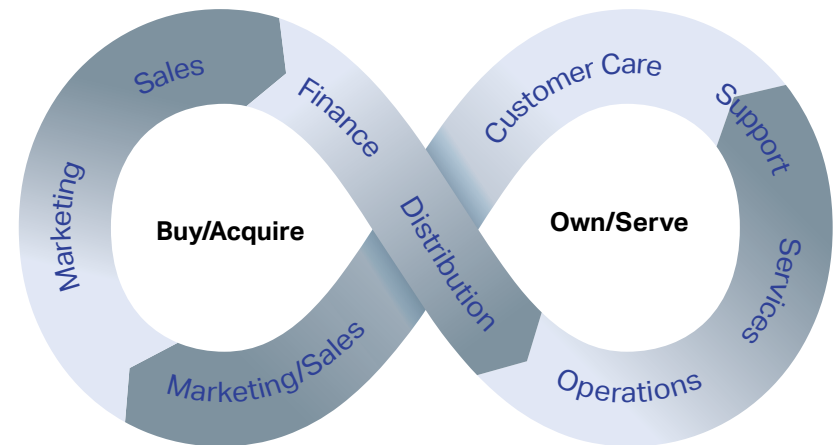 Sales
Finance
Customer Care
Support
Marketing
Buy/Acquire
Distribution
Own/Serve
Services
Marketing/Sales
Operations